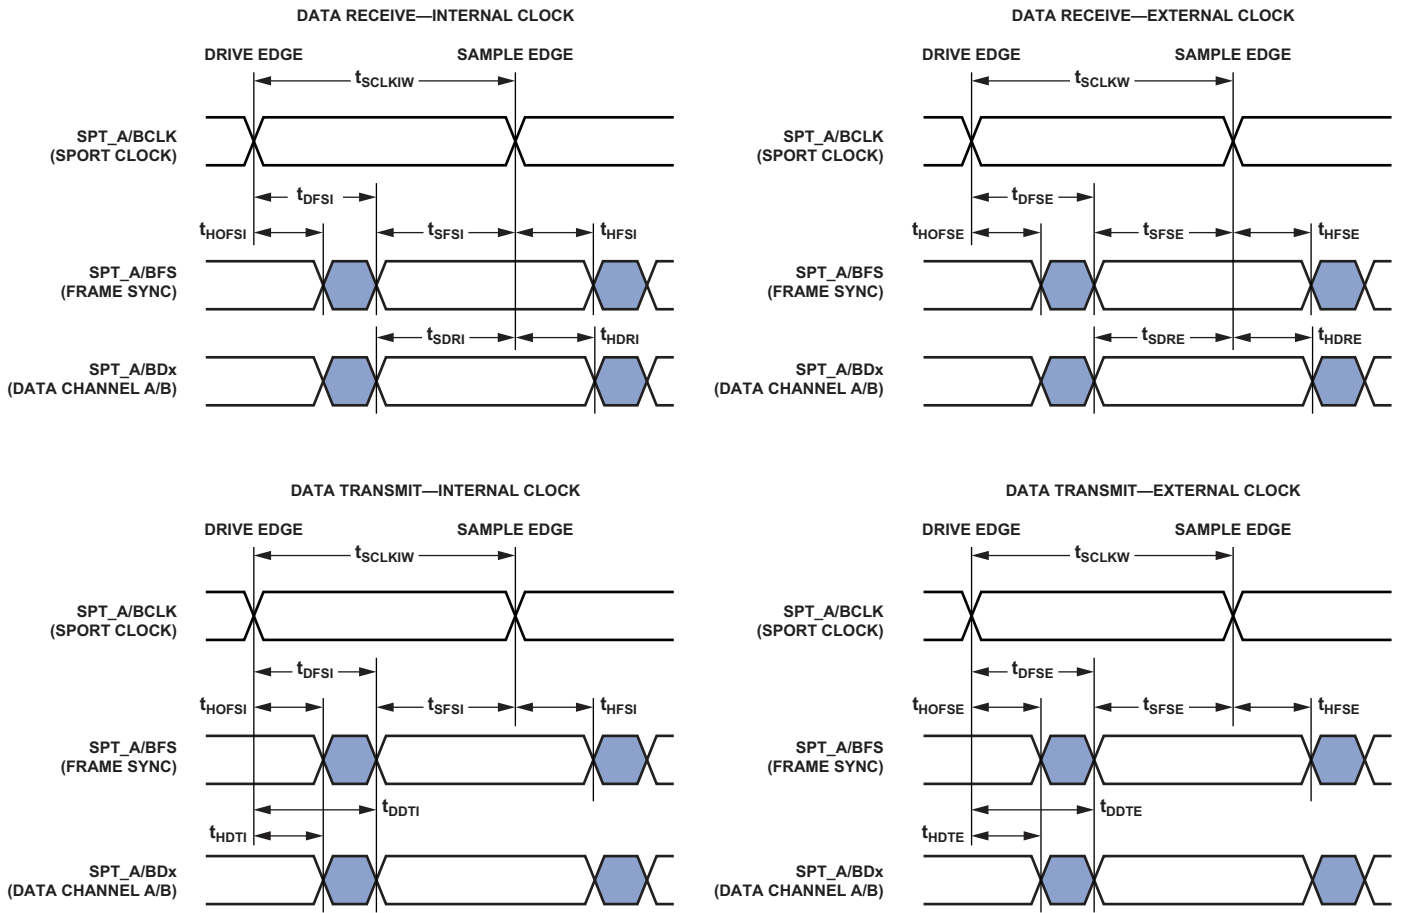 DATA RECEIVE—INTERNAL CLOCK
DRIVE EDGE
SAMPLE EDGE
tSCLKIW
SPT_A/BCLK
(SPORT CLOCK)
tDFSI
tHOFSI
tSFSI
tHFSI
SPT_A/BFS
(FRAME SYNC)
tSDRI
tHDRI
SPT_A/BDx
(DATA CHANNEL A/B)
DATA RECEIVE—EXTERNAL CLOCK
DRIVE EDGE
SAMPLE EDGE
tSCLKW
SPT_A/BCLK
(SPORT CLOCK)
tDFSE
tHOFSE
tSFSE
tHFSE
SPT_A/BFS
(FRAME SYNC)
tSDRE
tHDRE
SPT_A/BDx
(DATA CHANNEL A/B)
DATA TRANSMIT—INTERNAL CLOCK
DRIVE EDGE
SAMPLE EDGE
tSCLKIW
SPT_A/BCLK
(SPORT CLOCK)
tDFSI
tHOFSI
tSFSI
tHFSI
SPT_A/BFS
(FRAME SYNC)
tDDTI
tHDTI
SPT_A/BDx
(DATA CHANNEL A/B)
DATA TRANSMIT—EXTERNAL CLOCK
DRIVE EDGE
SAMPLE EDGE
tSCLKW
SPT_A/BCLK
(SPORT CLOCK)
tDFSE
tHOFSE
tSFSE
tHFSE
SPT_A/BFS
(FRAME SYNC)
tDDTE
tHDTE
SPT_A/BDx
(DATA CHANNEL A/B)